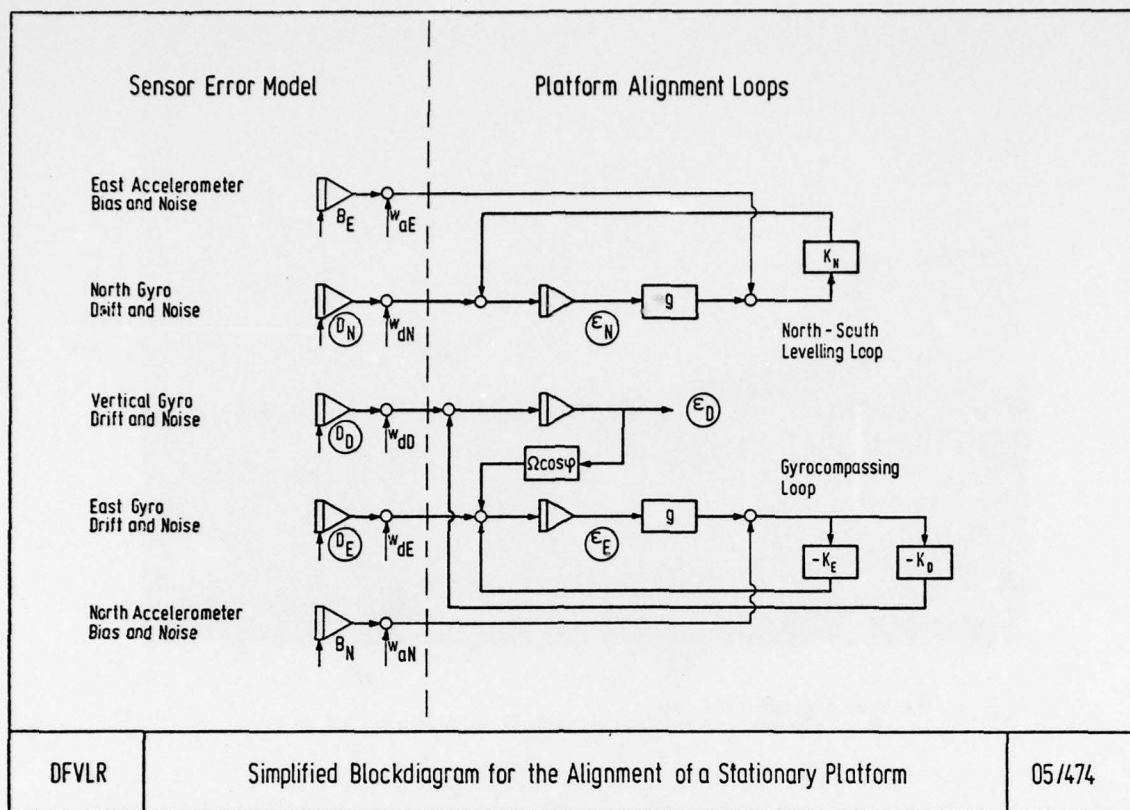 Sensor Error Model
Platform Alignment Loops
East Accelerometer
Bias and Noise
B_E
w_aE
K_N
North Gyro
Drift and Noise
D_N
w_dN
ε_N
g
North-South
Levelling Loop
Vertical Gyro
Drift and Noise
D_D
w_dD
ε_D
Ωcosφ
Gyrocompassing
Loop
East Gyro
Drift and Noise
D_E
w_dE
ε_E
g
-K_E
-K_D
North Accelerometer
Bias and Noise
B_N
w_aN
DFVLR
Simplified Blockdiagram for the Alignment of a Stationary Platform
05/474